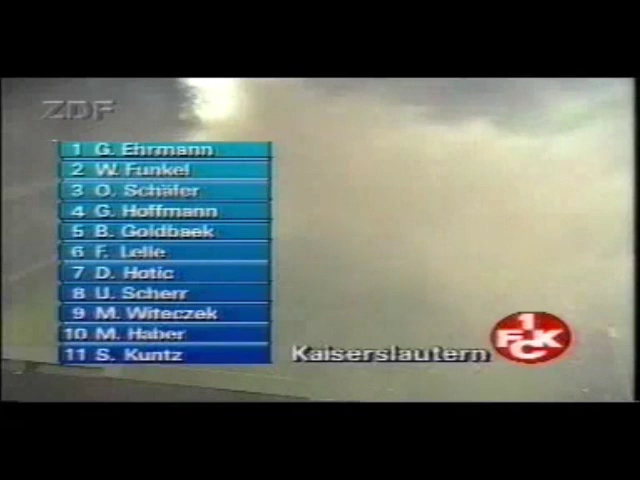 ZDF
1 G. Ehrmann
2 W. Funkel
3 O. Schäfer
4 G. Hoffmann
5 B. Goldbaek
6 F. Lelle
7 D. Hotic
8 U. Scherr
9 M. Witeczek
10 M. Haber
11 S. Kuntz
Kaiserslautern
1
FCK